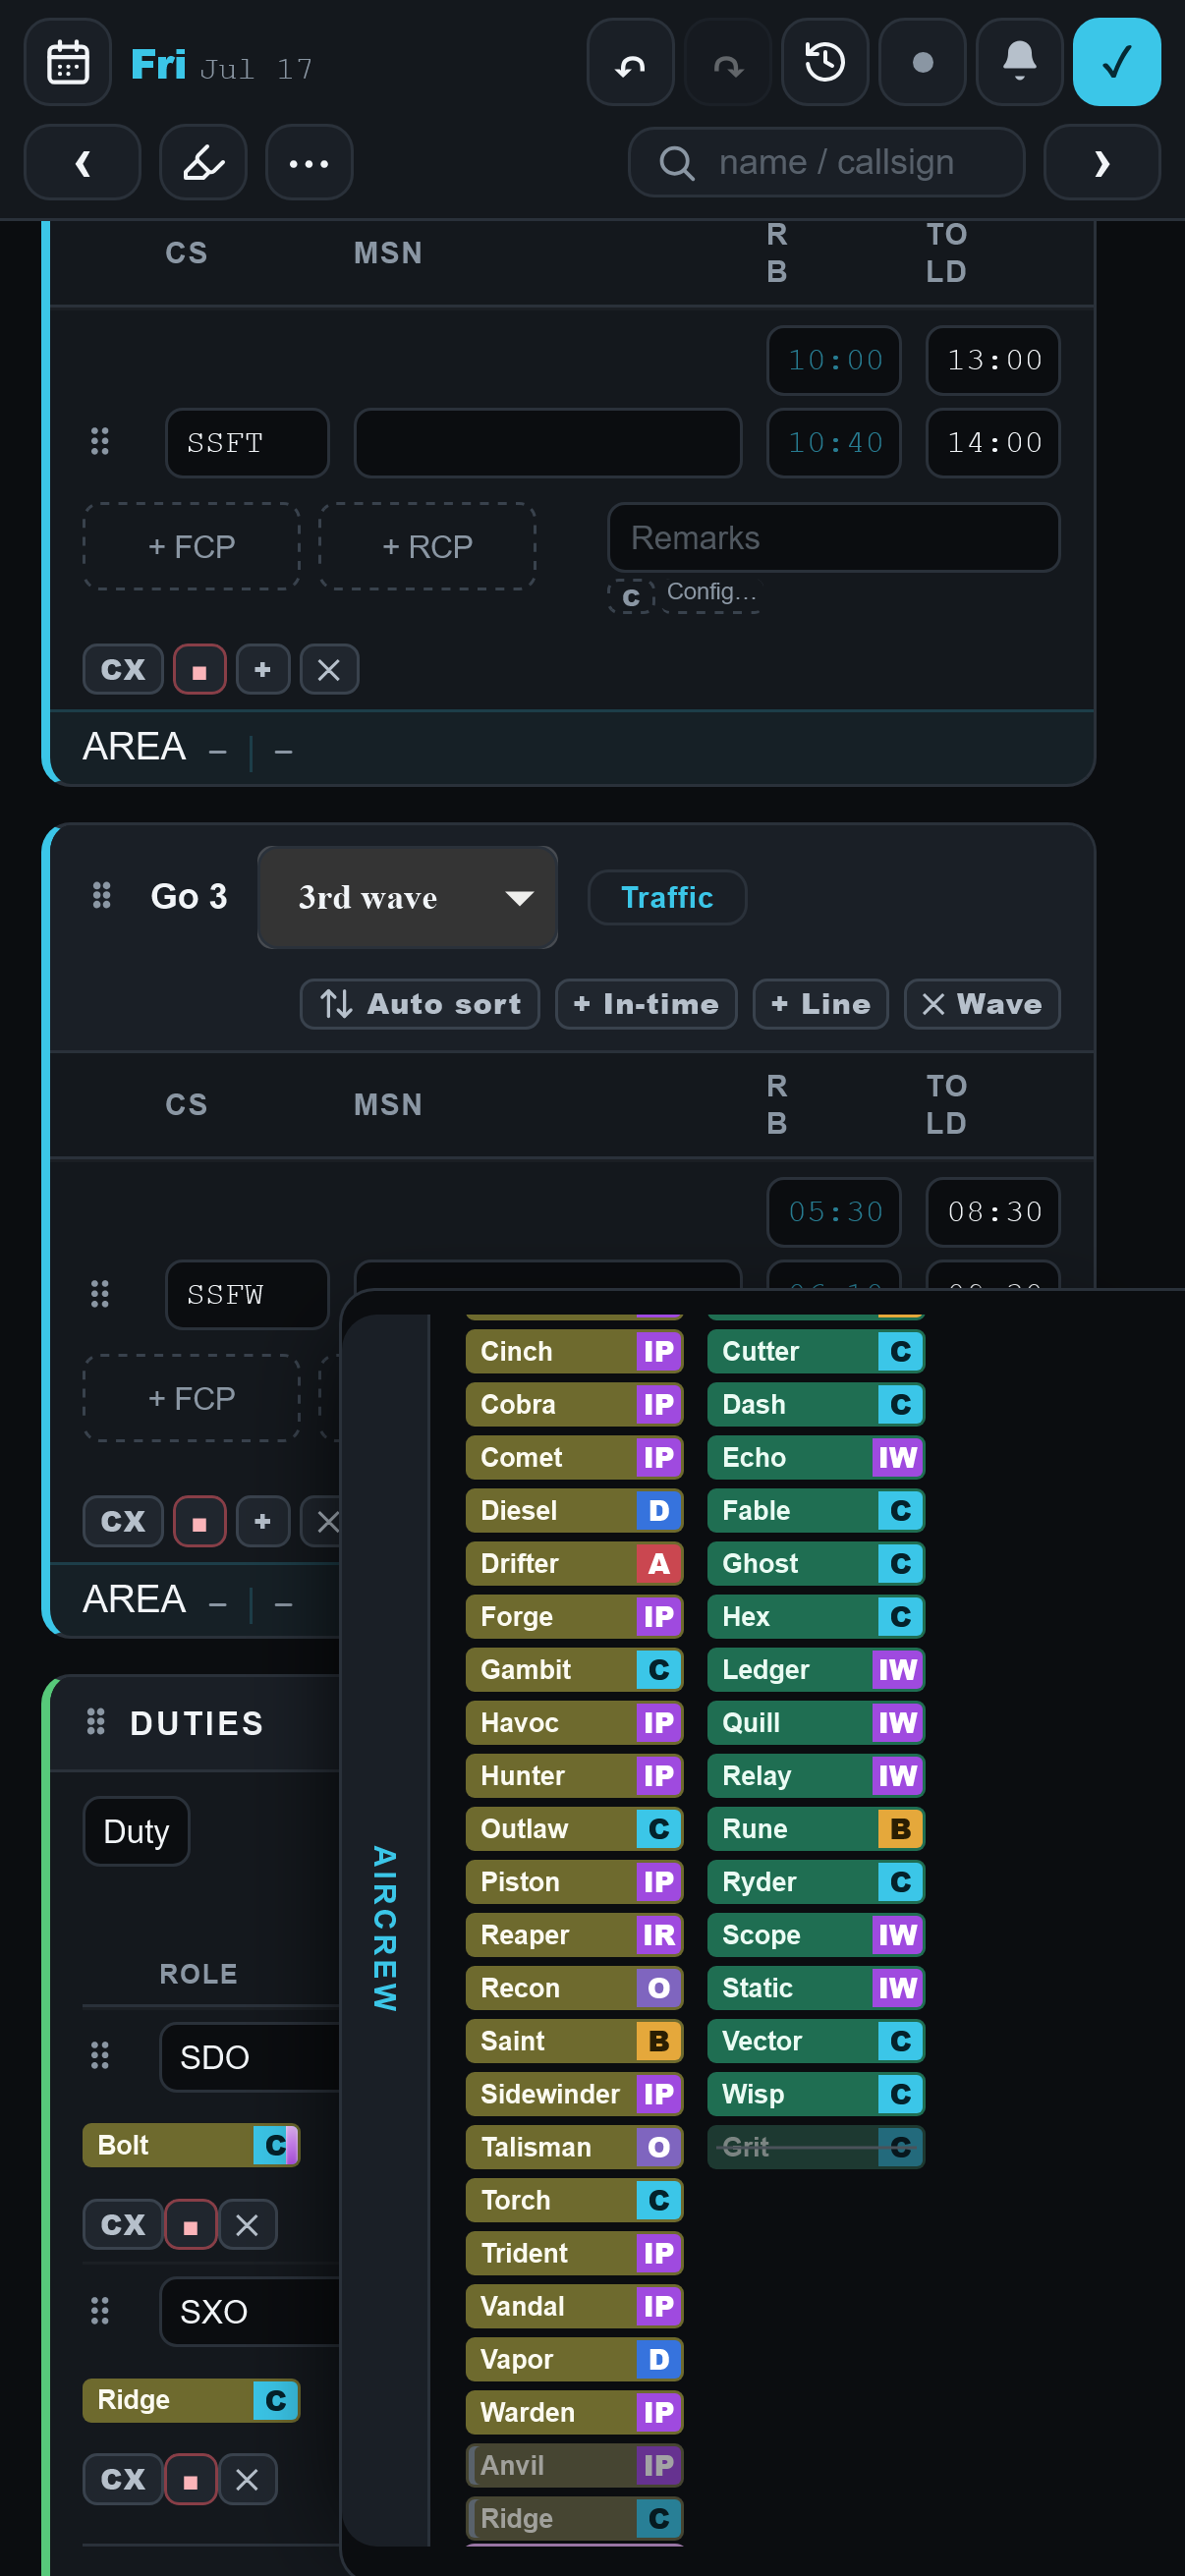 Fri Jul 17
name / callsign
CS MSN R B TO LD
10:00 13:00
SSFT 10:40 14:00
+ FCP + RCP Remarks
C Config...
CX +
AREA – | –
Go 3 3rd wave Traffic
Auto sort + In-time + Line Wave
CS MSN R B TO LD
05:30 08:30
SSFW
+ FCP
CX +
AREA – | –
DUTIES
Duty
ROLE
SDO
Bolt C
CX
SXO
Ridge C
CX
AIRCREW
Cinch IP
Cobra IP
Comet IP
Diesel D
Drifter A
Forge IP
Gambit C
Havoc IP
Hunter IP
Outlaw C
Piston IP
Reaper IR
Recon O
Saint B
Sidewinder IP
Talisman O
Torch C
Trident IP
Vandal IP
Vapor D
Warden IP
Anvil IP
Ridge C
Cutter C
Dash C
Echo IW
Fable C
Ghost C
Hex C
Ledger IW
Quill IW
Relay IW
Rune B
Ryder C
Scope IW
Static IW
Vector C
Wisp C
Grit C